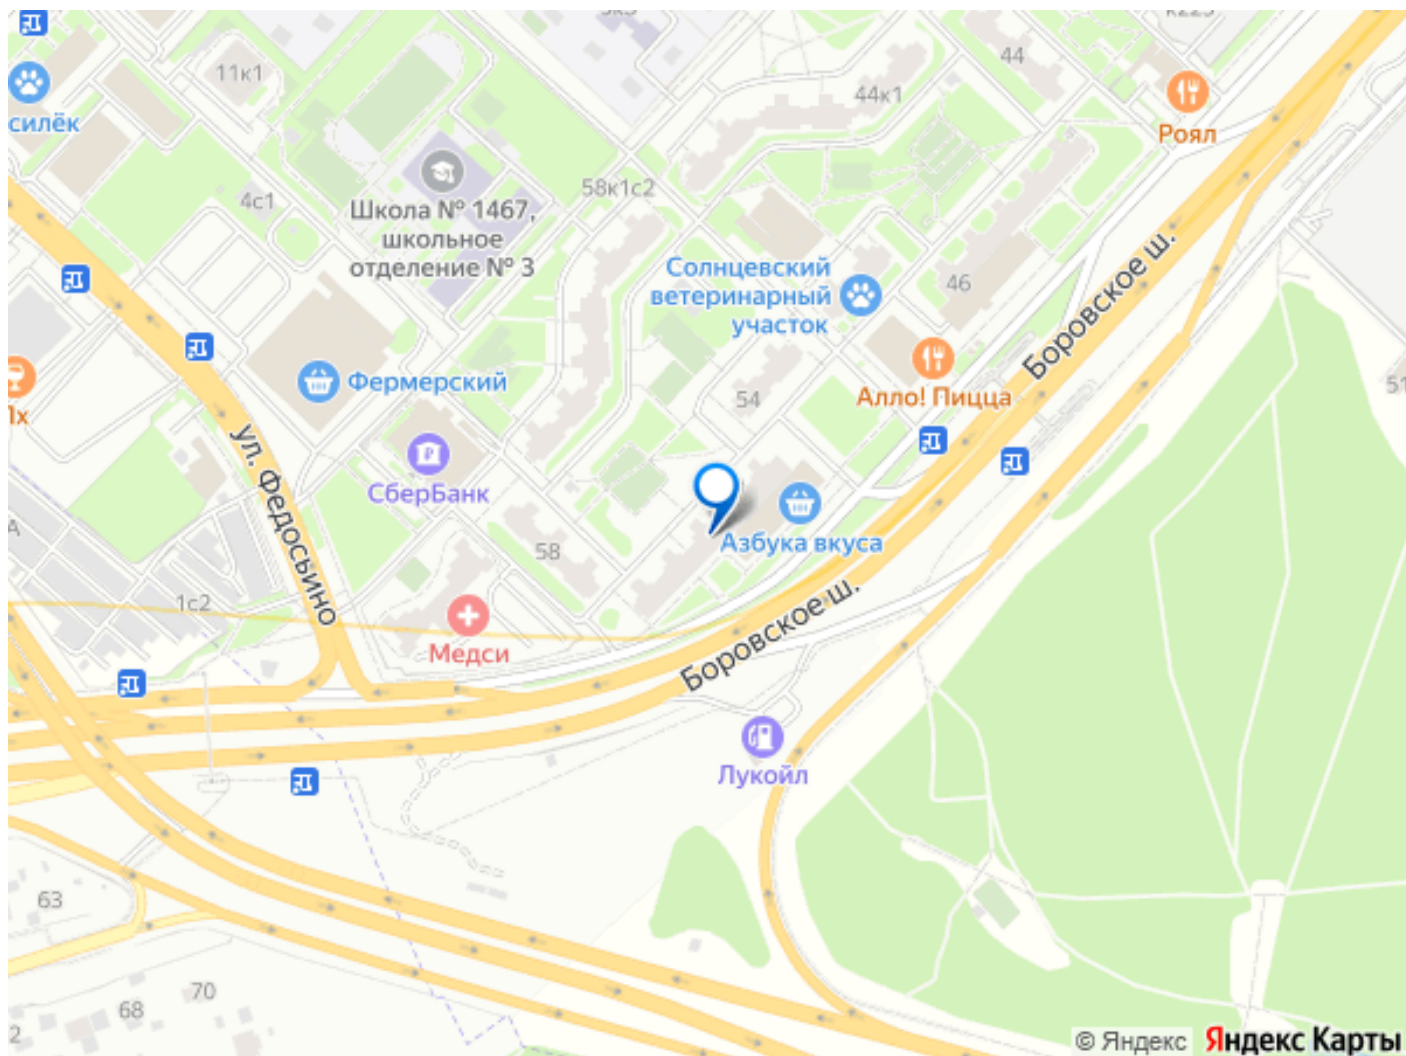 44
11к1
44к1
Роял
силёк
58к1с2
4с1
Школа № 1467,
школьное
отделение № 3
Солнцевский
ветеринарный
участок
46
Боровское ш.
Фермерский
Алло! Пицца
54
ул. Федосьино
СберБанк
Азбука вкуса
58
1с2
Медси
Боровское ш.
Лукойл
63
70
68
2
© Яндекс
Яндекс Карты